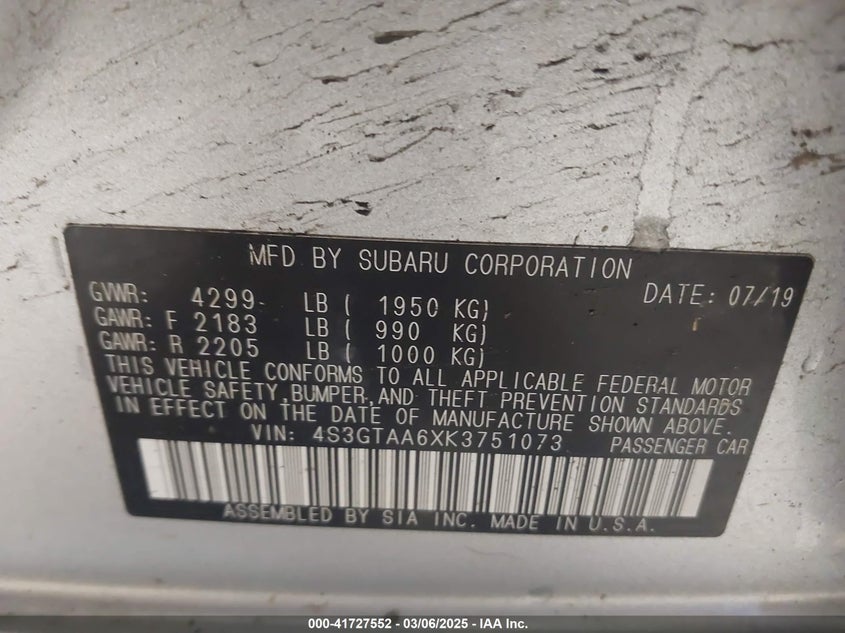 MFD BY SUBARU CORPORATION
DATE: 07/19
GVWR: 4299 LB ( 1950 KG)
GAWR: F 2183 LB ( 990 KG)
GAWR: R 2205 LB ( 1000 KG)
THIS VEHICLE CONFORMS TO ALL APPLICABLE FEDERAL MOTOR
VEHICLE SAFETY, BUMPER, AND THEFT PREVENTION STANDARDS
IN EFFECT ON THE DATE OF MANUFACTURE SHOWN ABOVE.
VIN: 4S3GTAA6XK3751073 PASSENGER CAR
ASSEMBLED BY SIA INC. MADE IN U.S.A.
000-41727552 - 03/06/2025 - IAA Inc.